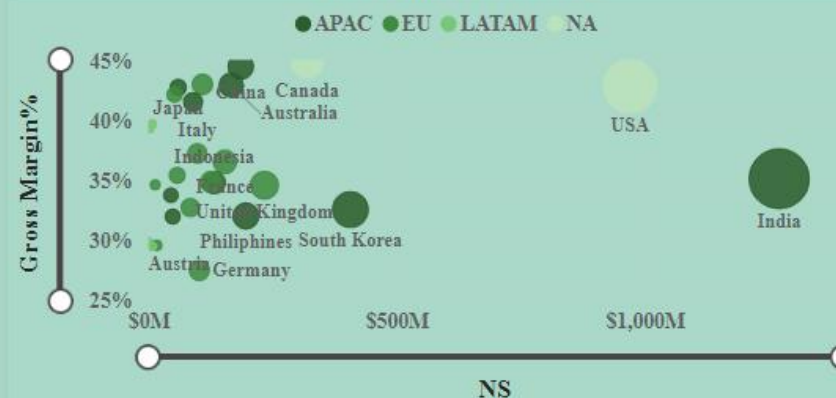 APAC EU LATAM NA
Gross Margin%
45%
40%
35%
30%
25%
China
Canada
Japan
Australia
Italy
USA
Indonesia
France
United Kingdom
Philiphines
South Korea
India
Austria
Germany
$0M
$500M
$1,000M
NS